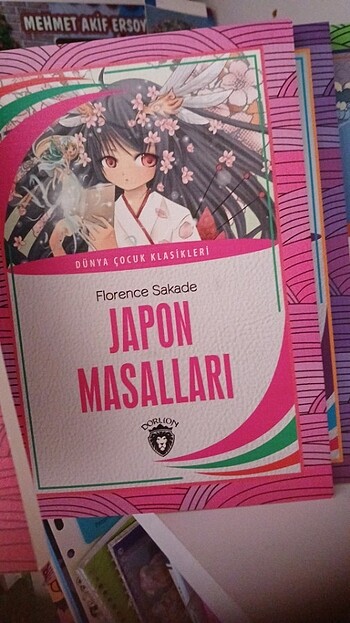 MEHMET AKİF ERSOY
DÜNYA ÇOCUK KLASİKLERİ
Florence Sakade
JAPON
MASALLARI
DORLION